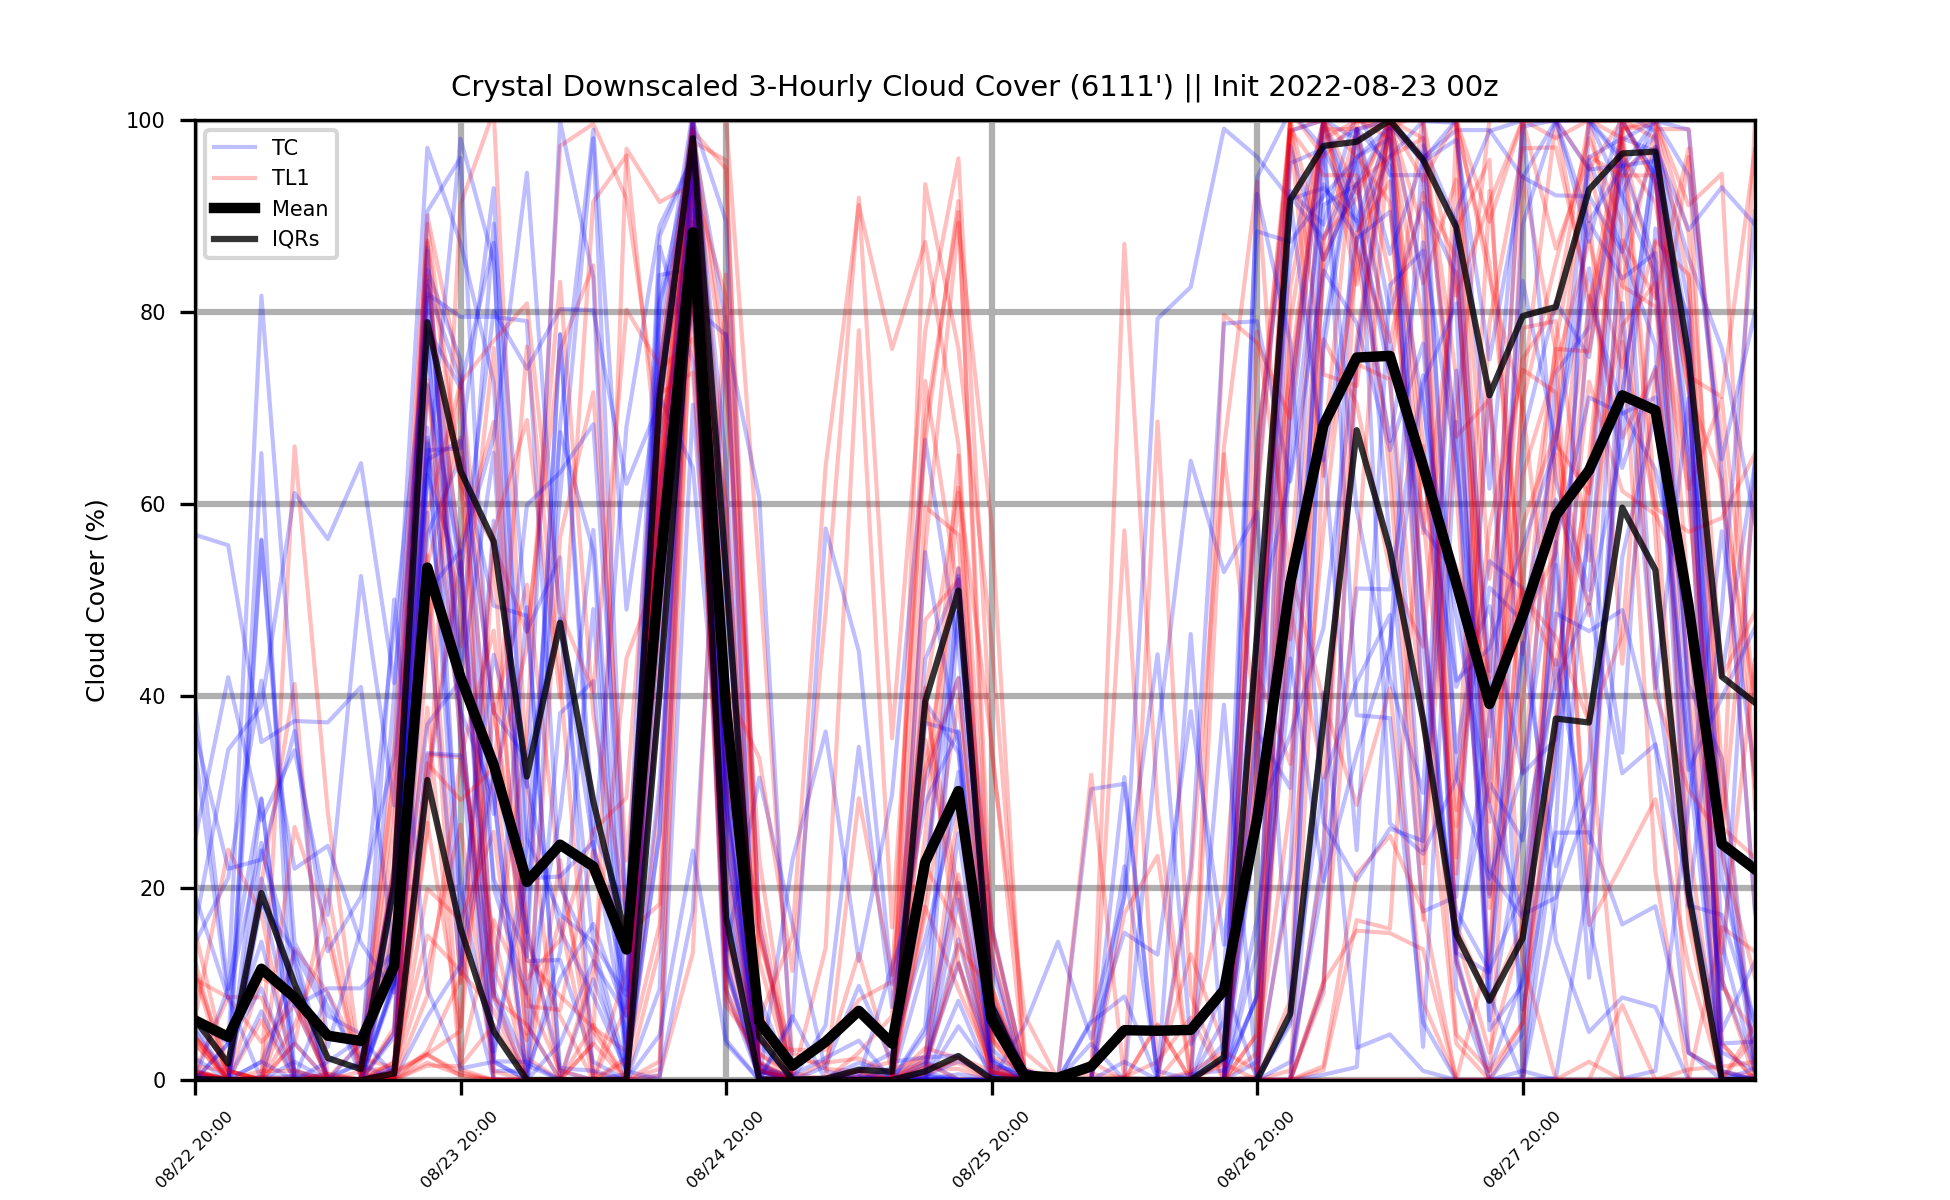 Crystal Downscaled 3-Hourly Cloud Cover (6111') || Init 2022-08-23 00z
100
80
60
40
20
0
Cloud Cover (%)
TC
TL1
Mean
IQRs
08/22 20:00
08/23 20:00
08/24 20:00
08/25 20:00
08/26 20:00
08/27 20:00